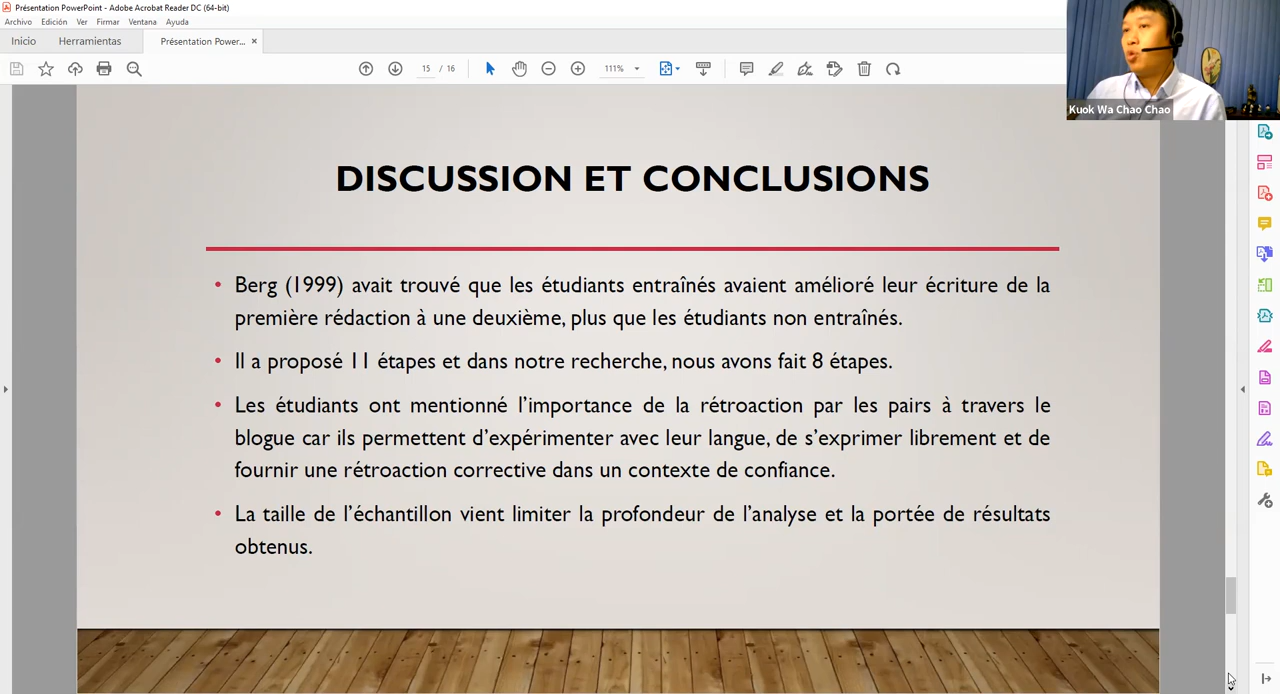 Présentation PowerPoint - Adobe Acrobat Reader DC (64-bit)
Archivo Edición Ver Firmar Ventana Ayuda
Inicio Herramientas Présentation Power... ×
15 / 16 111%
Kuok Wa Chao Chao
DISCUSSION ET CONCLUSIONS
• Berg (1999) avait trouvé que les étudiants entraînés avaient amélioré leur écriture de la
première rédaction à une deuxième, plus que les étudiants non entraînés.
• Il a proposé 11 étapes et dans notre recherche, nous avons fait 8 étapes.
• Les étudiants ont mentionné l’importance de la rétroaction par les pairs à travers le
blogue car ils permettent d’expérimenter avec leur langue, de s’exprimer librement et de
fournir une rétroaction corrective dans un contexte de confiance.
• La taille de l’échantillon vient limiter la profondeur de l’analyse et la portée de résultats
obtenus.